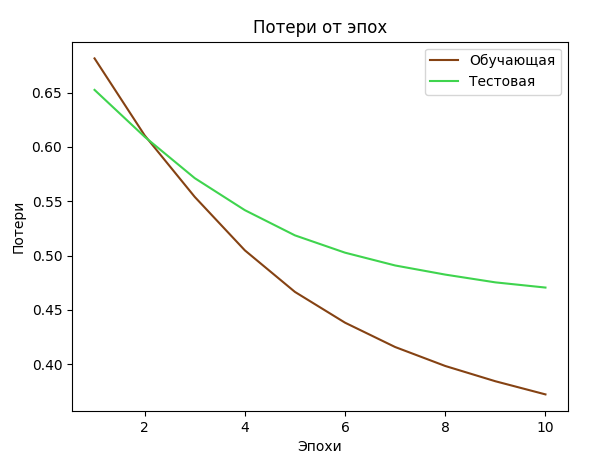 Потери от эпох
Обучающая
Тестовая
0.65
0.60
0.55
0.50
0.45
0.40
Потери
2 4 6 8 10
Эпохи